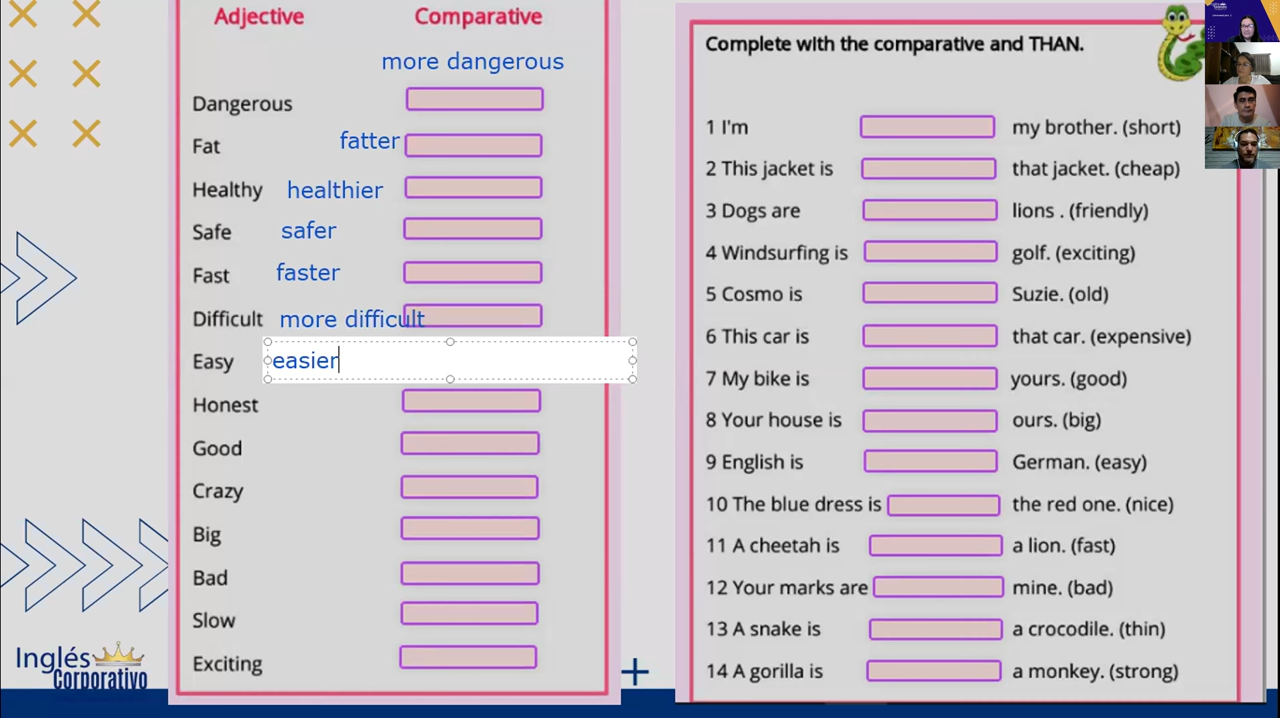 Adjective Comparative
more dangerous
Dangerous
Fat fatter
Healthy healthier
Safe safer
Fast faster
Difficult more difficult
Easy easier
Honest
Good
Crazy
Big
Bad
Slow
Exciting
Inglés
Corporativo
Complete with the comparative and THAN.
1 I'm my brother. (short)
2 This jacket is that jacket. (cheap)
3 Dogs are lions . (friendly)
4 Windsurfing is golf. (exciting)
5 Cosmo is Suzie. (old)
6 This car is that car. (expensive)
7 My bike is yours. (good)
8 Your house is ours. (big)
9 English is German. (easy)
10 The blue dress is the red one. (nice)
11 A cheetah is a lion. (fast)
12 Your marks are mine. (bad)
13 A snake is a crocodile. (thin)
14 A gorilla is a monkey. (strong)